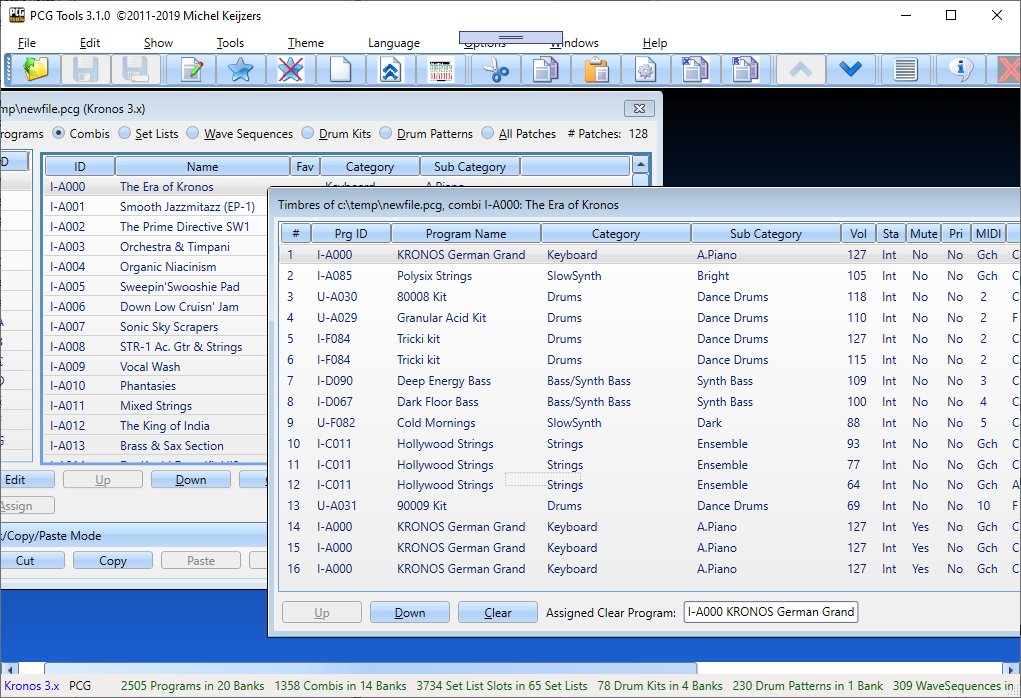 PCG Tools 3.1.0 ©2011-2019 Michel Keijzers
File Edit Show Tools Theme Language Options Windows Help
mp\newfile.pcg (Kronos 3.x)
rograms Combis Set Lists Wave Sequences Drum Kits Drum Patterns All Patches # Patches: 128
D ID Name Fav Category Sub Category
I-A000 The Era of Kronos Keyboard A.Piano
I-A001 Smooth Jazzmitazz (EP-1)
I-A002 The Prime Directive SW1
I-A003 Orchestra & Timpani
I-A004 Organic Niacinism
I-A005 Sweepin'Swooshie Pad
I-A006 Down Low Cruisn' Jam
I-A007 Sonic Sky Scrapers
I-A008 STR-1 Ac. Gtr & Strings
I-A009 Vocal Wash
I-A010 Phantasies
I-A011 Mixed Strings
I-A012 The King of India
I-A013 Brass & Sax Section
Edit Up Down
Assign
t/Copy/Paste Mode
Cut Copy Paste
Timbres of c:\temp\newfile.pcg, combi I-A000: The Era of Kronos
# Prg ID Program Name Category Sub Category Vol Sta Mute Pri MIDI
1 I-A000 KRONOS German Grand Keyboard A.Piano 127 Int No No Gch C
2 I-A085 Polysix Strings SlowSynth Bright 105 Int No No Gch C
3 U-A030 80008 Kit Drums Dance Drums 118 Int No No 2 C
4 U-A029 Granular Acid Kit Drums Dance Drums 110 Int No No 2 F
5 I-F084 Tricki kit Drums Dance Drums 127 Int No No 2 C
6 I-F084 Tricki kit Drums Dance Drums 115 Int No No 2 C
7 I-D090 Deep Energy Bass Bass/Synth Bass Synth Bass 109 Int No No 3 C
8 I-D067 Dark Floor Bass Bass/Synth Bass Synth Bass 100 Int No No 4 C
9 U-F082 Cold Mornings SlowSynth Dark 88 Int No No 5 C
10 I-C011 Hollywood Strings Strings Ensemble 93 Int No No Gch C
11 I-C011 Hollywood Strings Strings Ensemble 77 Int No No Gch C
12 I-C011 Hollywood Strings Strings Ensemble 64 Int No No Gch A
13 U-A031 90009 Kit Drums Dance Drums 69 Int No No 10 F
14 I-A000 KRONOS German Grand Keyboard A.Piano 127 Int Yes No Gch C
15 I-A000 KRONOS German Grand Keyboard A.Piano 127 Int Yes No Gch C
16 I-A000 KRONOS German Grand Keyboard A.Piano 127 Int Yes No Gch C
Up Down Clear Assigned Clear Program: I-A000 KRONOS German Grand
Kronos 3.x PCG 2505 Programs in 20 Banks 1358 Combis in 14 Banks 3734 Set List Slots in 65 Set Lists 78 Drum Kits in 4 Banks 230 Drum Patterns in 1 Bank 309 WaveSequences in